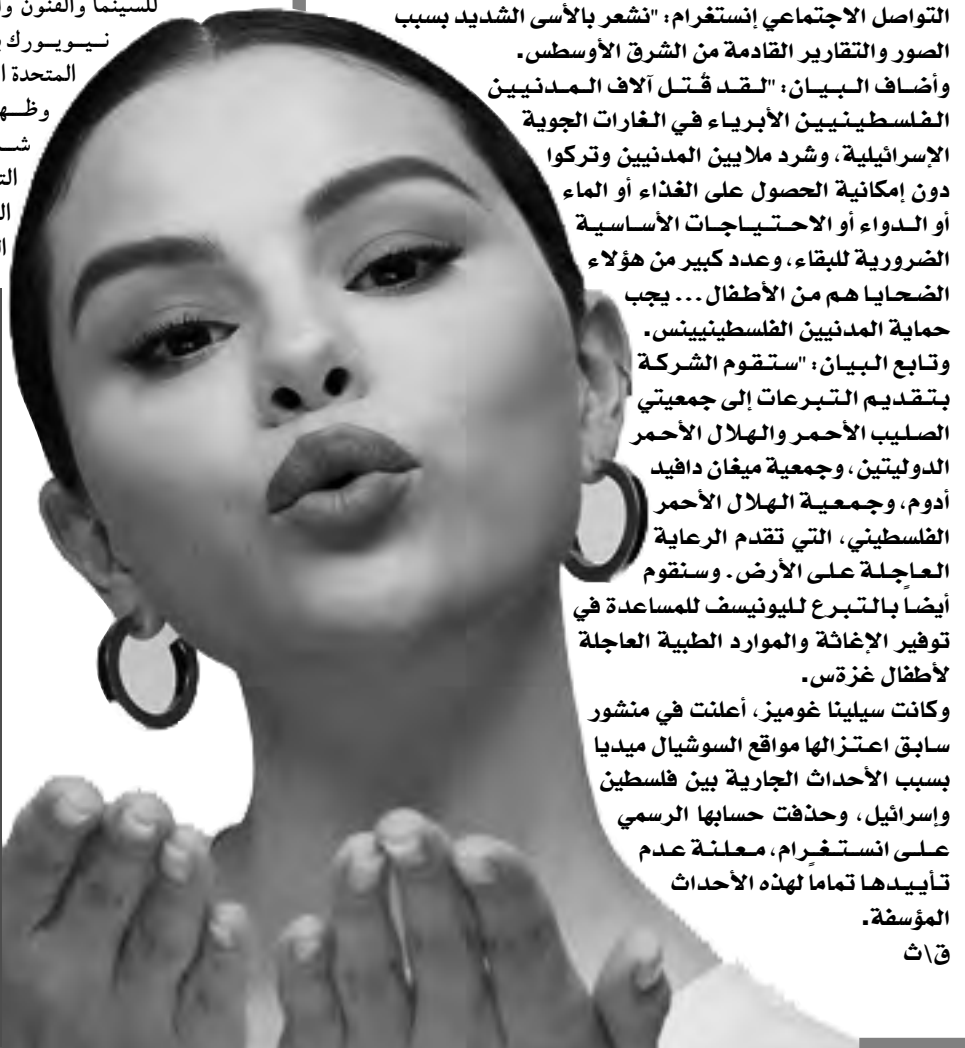 التواصل الاجتماعي إنستغرام: "نشعر بالأسى الشديد بسبب
الصور والتقارير القادمة من الشرق الأوسطس.
وأضاف البيان: "لقد قُتل آلاف المدنيين
الفلسطينيين الأبرياء في الغارات الجوية
الإسرائيلية، وشرد ملايين المدنيين وتركوا
دون إمكانية الحصول على الغذاء أو الماء
أو الدواء أو الاحتياجات الأساسية
الضرورية للبقاء، وعدد كبير من هؤلاء
الضحايا هم من الأطفال... يجب
حماية المدنيين الفلسطينيينس.
وتابع البيان: "ستقوم الشركة
بتقديم التبرعات إلى جمعيتي
الصليب الأحمر والهلال الأحمر
الدوليتين، وجمعية ميغان دافيد
أدوم، وجمعية الهلال الأحمر
الفلسطيني، التي تقدم الرعاية
العاجلة على الأرض. وسنقوم
أيضاً بالتبرع لليونيسف للمساعدة في
توفير الإغاثة والموارد الطبية العاجلة
لأطفال غزةس.
وكانت سيلينا غوميز، أعلنت في منشور
سابق اعتزالها مواقع السوشيال ميديا
بسبب الأحداث الجارية بين فلسطين
وإسرائيل، وحذفت حسابها الرسمي
على انستغرام، معلنة عدم
تأييدها تماماً لهذه الأحداث
المؤسفة.
ق\ث
للسينما والفنون
نيويورك
المتحدة